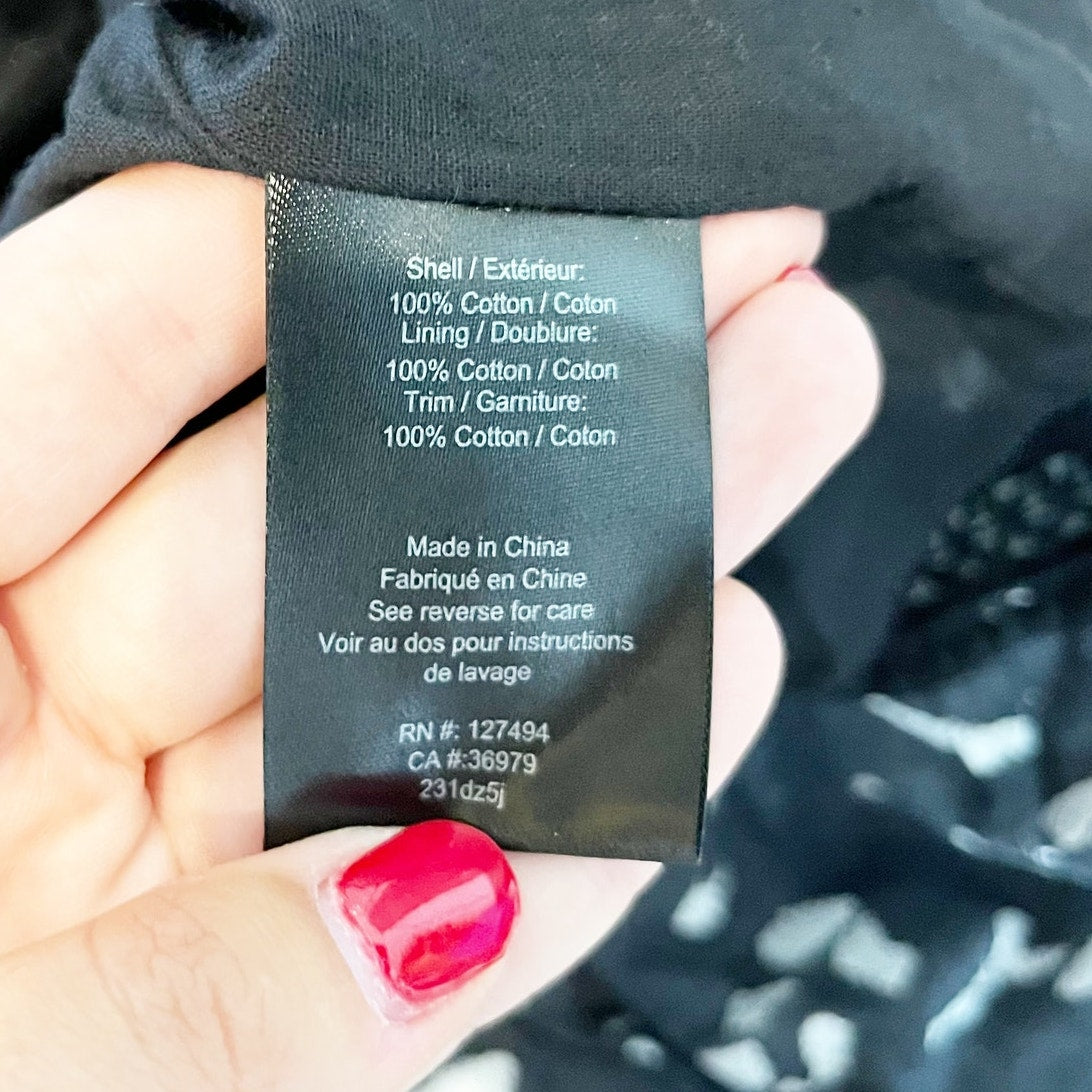 Shell / Extérieur:
100% Cotton / Coton
Lining / Doublure:
100% Cotton / Coton
Trim / Garniture:
100% Cotton / Coton
Made in China
Fabriqué en Chine
See reverse for care
Voir au dos pour instructions
de lavage
RN #: 127494
CA #:36979
231dz5j